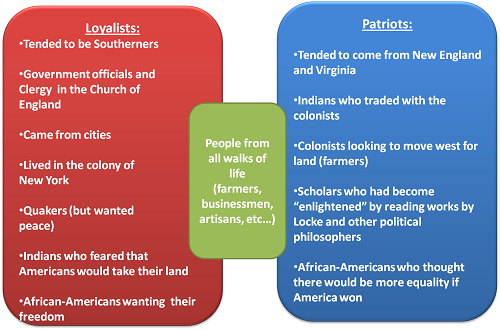 Loyalists:
•Tended to be Southerners
•Government officials and
Clergy in the Church of
England
•Came from cities
•Lived in the colony of
New York
•Quakers (but wanted
peace)
•Indians who feared that
Americans would take their land
•African-Americans wanting their
freedom
People from
all walks of
life
(farmers,
businessmen,
artisans, etc...)
Patriots:
•Tended to come from New England
and Virginia
•Indians who traded with the
colonists
•Colonists looking to move west for
land (farmers)
•Scholars who had become
“enlightened” by reading works by
Locke and other political
philosophers
•African-Americans who thought
there would be more equality if
America won